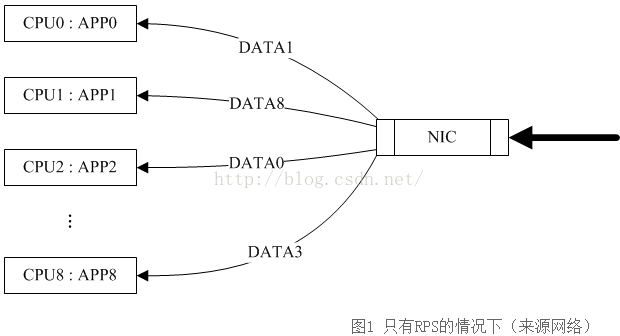 CPU0 : APP0
DATA1
CPU1 : APP1
DATA8
NIC
CPU2 : APP2
DATA0
http://blog.csdn.net/
⋮
CPU8 : APP8
DATA3
图1 只有RPS的情况下（来源网络）